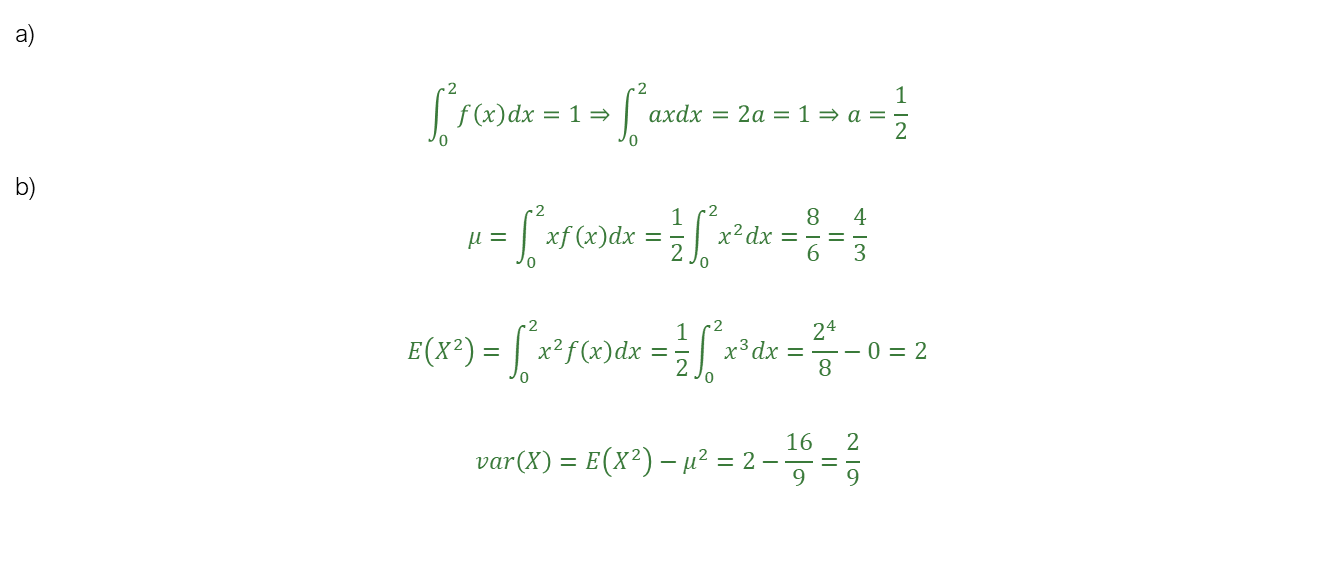 a)
∫₀² f(x)dx = 1 ⇒ ∫₀² axdx = 2a = 1 ⇒ a = 1/2
b)
μ = ∫₀² xf(x)dx = 1/2 ∫₀² x²dx = 8/6 = 4/3
E(X²) = ∫₀² x²f(x)dx = 1/2 ∫₀² x³dx = 2⁴/8 − 0 = 2
var(X) = E(X²) − μ² = 2 − 16/9 = 2/9